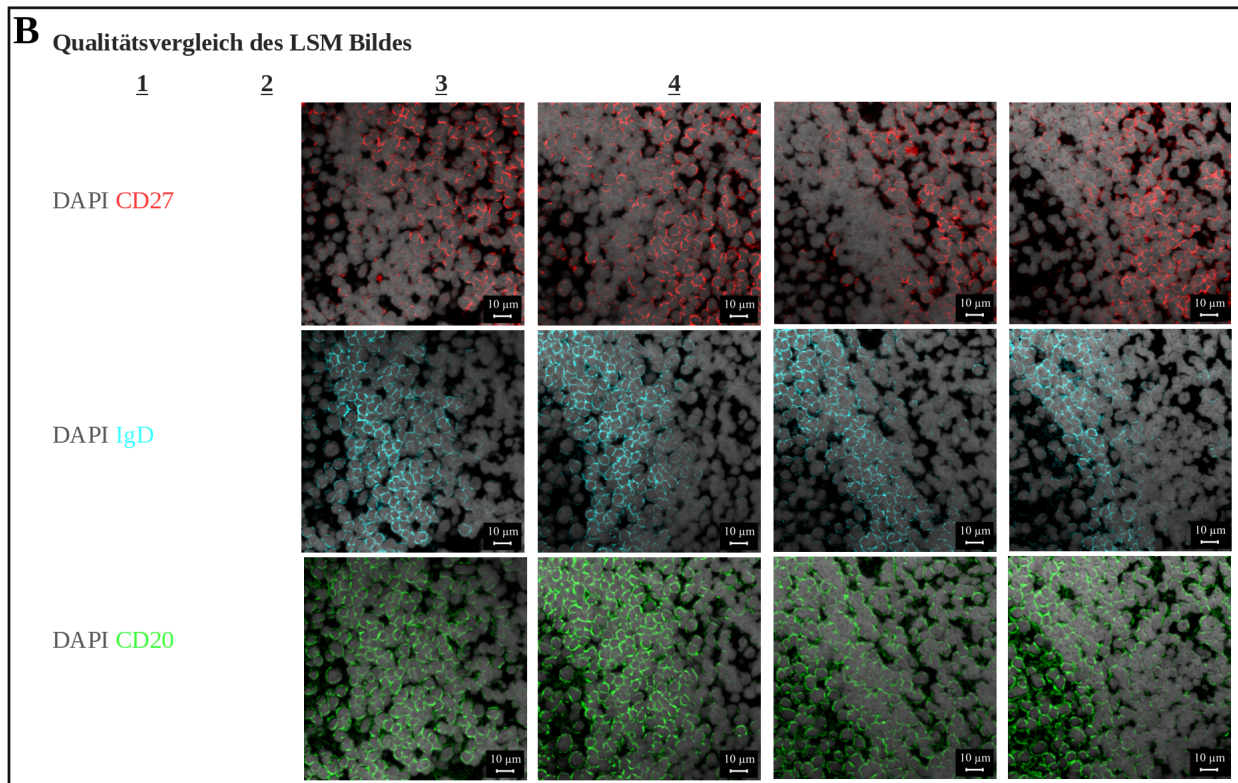 B Qualitätsvergleich des LSM Bildes
1 2 3 4
DAPI CD27
10 µm 10 µm 10 µm 10 µm
DAPI IgD
10 µm 10 µm 10 µm 10 µm
DAPI CD20
10 µm 10 µm 10 µm 10 µm